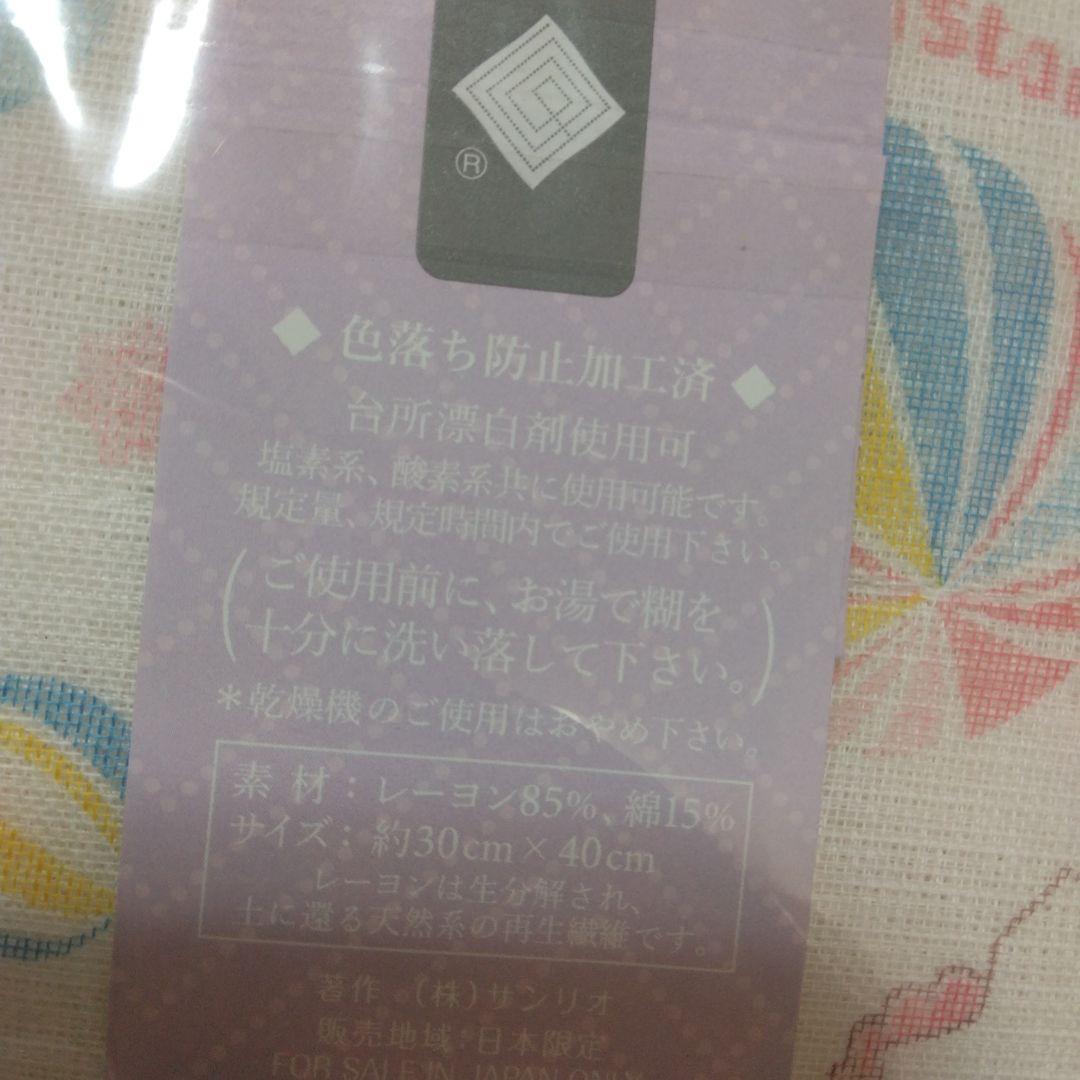 ®
◆ 色落ち防止加工済 ◆
台所漂白剤使用可
塩素系、酸素系共に使用可能です。
規定量、規定時間内でご使用下さい。
(ご使用前に、お湯で糊を
十分に洗い落して下さい。)
*乾燥機のご使用はおやめ下さい。
素 材：レーヨン85%、綿15%
サイズ：約30cm×40cm
レーヨンは生分解され、
土に還る天然系の再生繊維です。
著作 (株)サンリオ
販売地域:日本限定
FOR SALE IN JAPAN ONLY